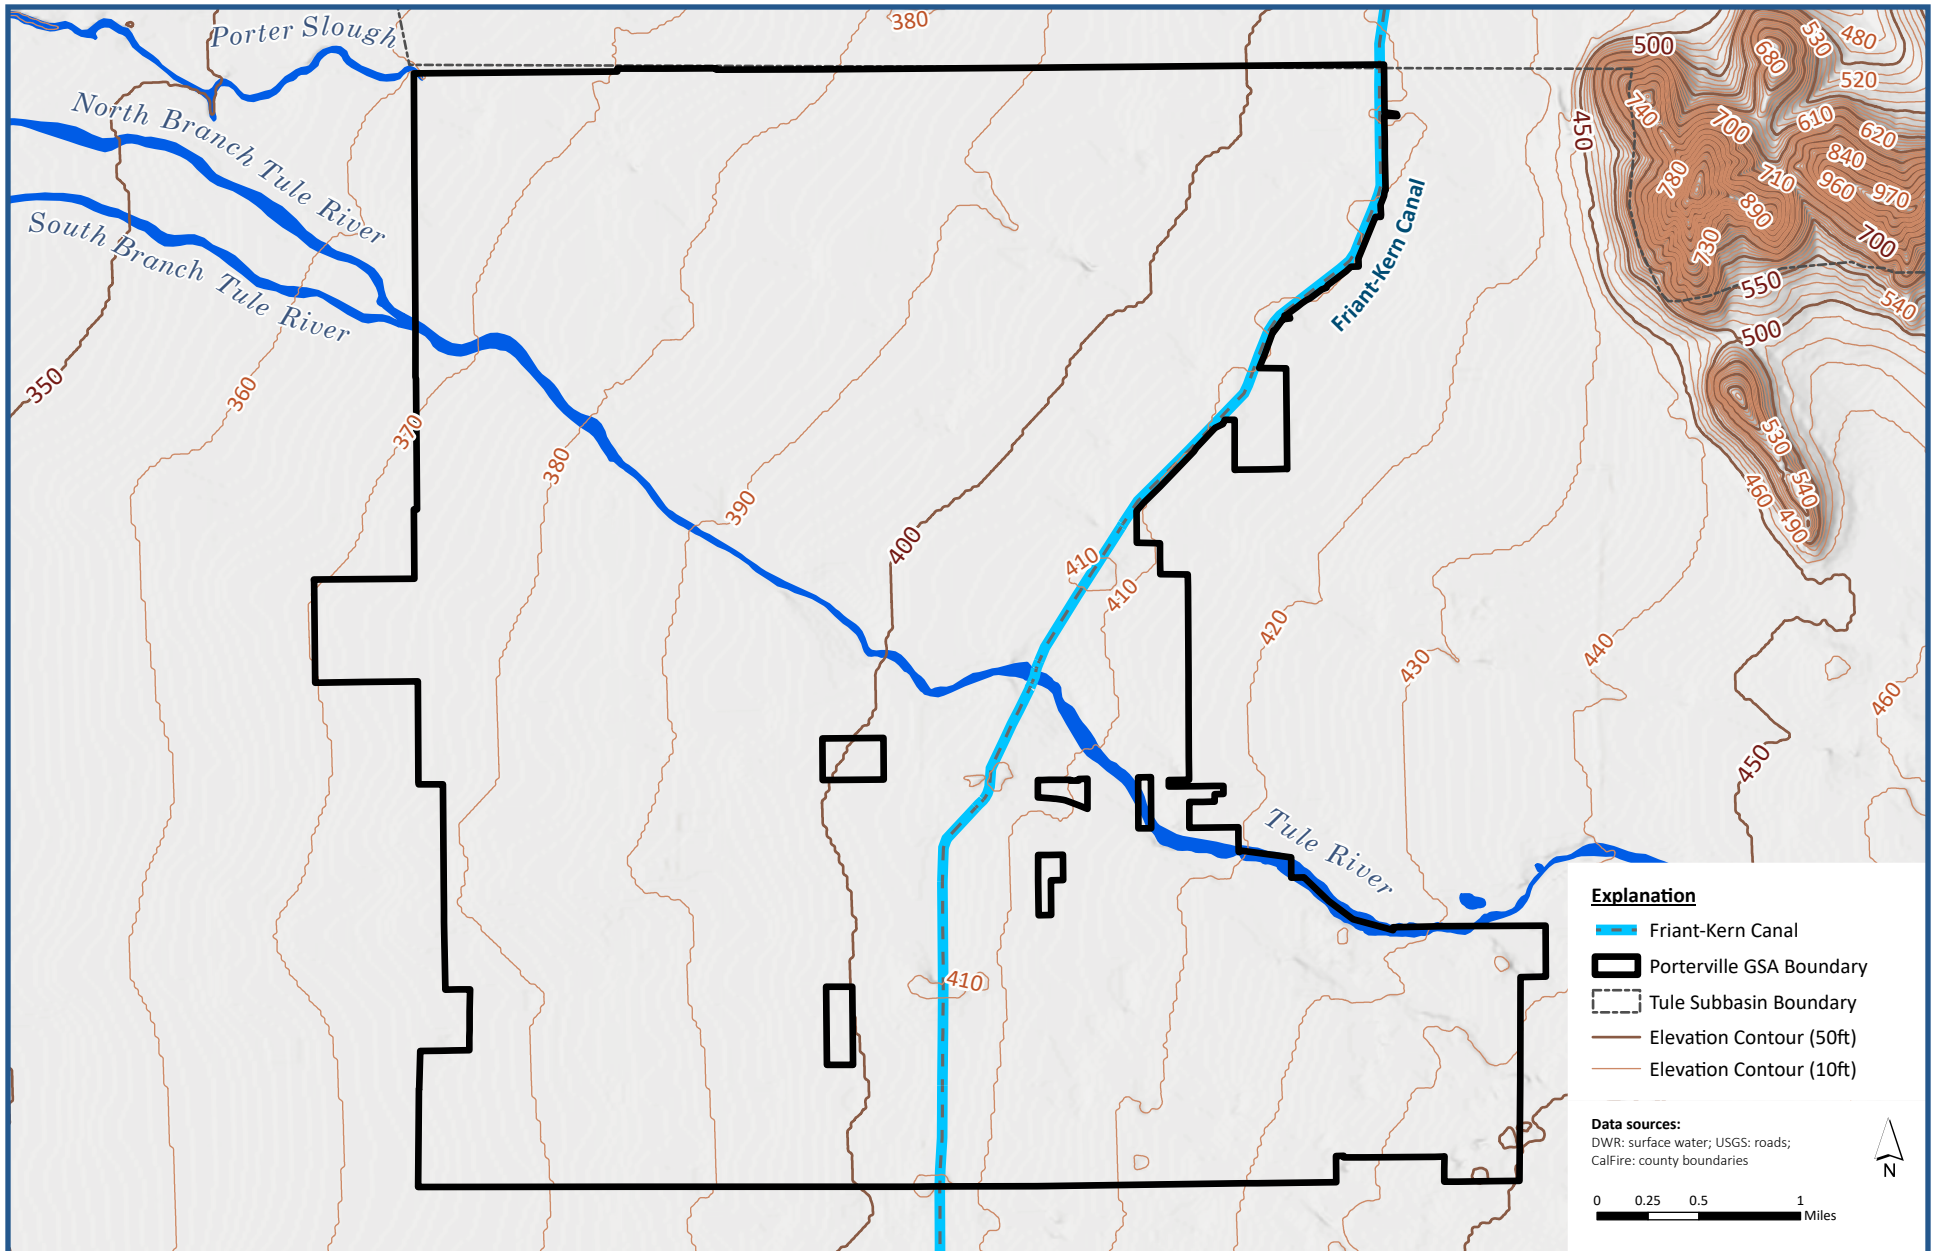 Porter Slough
380
500
530
480
680
520
740
700
610
620
450
840
780
710
960
970
890
730
700
550
540
500
North Branch Tule River
South Branch Tule River
Friant-Kern Canal
350
360
370
380
390
400
410
410
420
430
440
530
540
460
490
460
450
Tule River
410
Explanation
Friant-Kern Canal
Porterville GSA Boundary
Tule Subbasin Boundary
Elevation Contour (50ft)
Elevation Contour (10ft)
Data sources:
DWR: surface water; USGS: roads;
CalFire: county boundaries
N
0 0.25 0.5 1
Miles